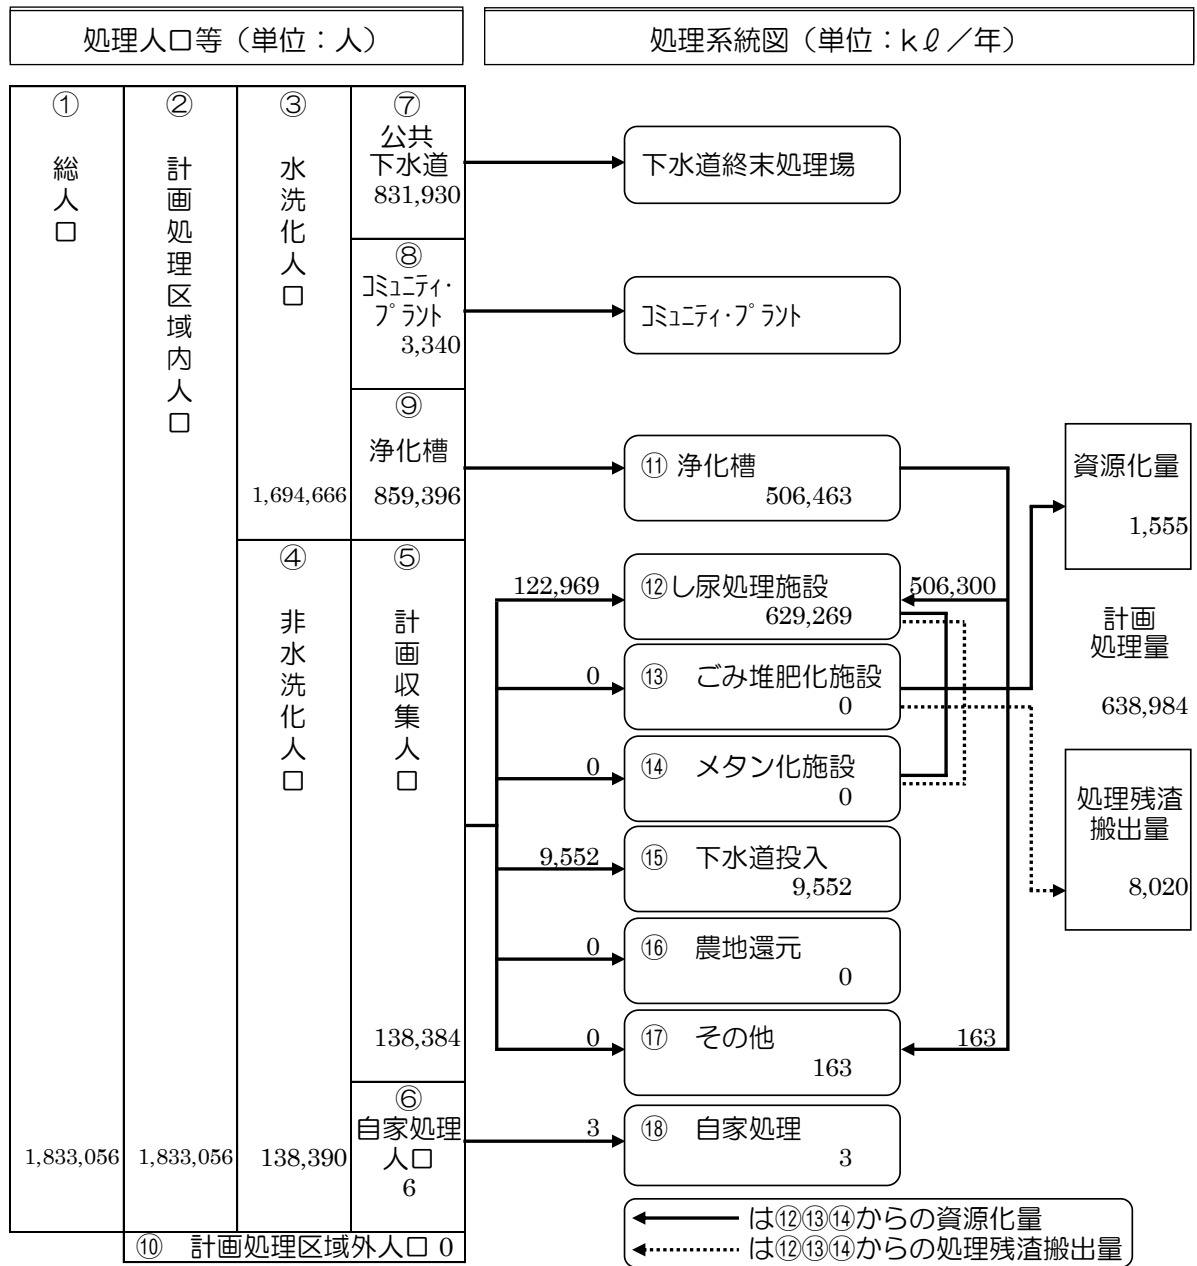 処理人口等（単位：人）
処理系統図（単位：kℓ／年）
①
総人口
1,833,056
②
計画処理区域内人口
1,833,056
③
水洗化人口
1,694,666
④
非水洗化人口
138,390
⑦
公共
下水道
831,930
⑧
ｺﾐｭﾆﾃｨ・
ﾌﾟﾗﾝﾄ
3,340
⑨
浄化槽
859,396
⑤
計画収集人口
138,384
⑥
自家処理
人口
6
⑩ 計画処理区域外人口 0
下水道終末処理場
ｺﾐｭﾆﾃｨ・ﾌﾟﾗﾝﾄ
⑪ 浄化槽
506,463
122,969
⑫し尿処理施設
629,269
506,300
0
⑬ ごみ堆肥化施設
0
0
⑭ メタン化施設
0
9,552
⑮ 下水道投入
9,552
0
⑯ 農地還元
0
0
⑰ その他
163
163
3
⑱ 自家処理
3
資源化量
1,555
計画
処理量
638,984
処理残渣
搬出量
8,020
は⑫⑬⑭からの資源化量
は⑫⑬⑭からの処理残渣搬出量